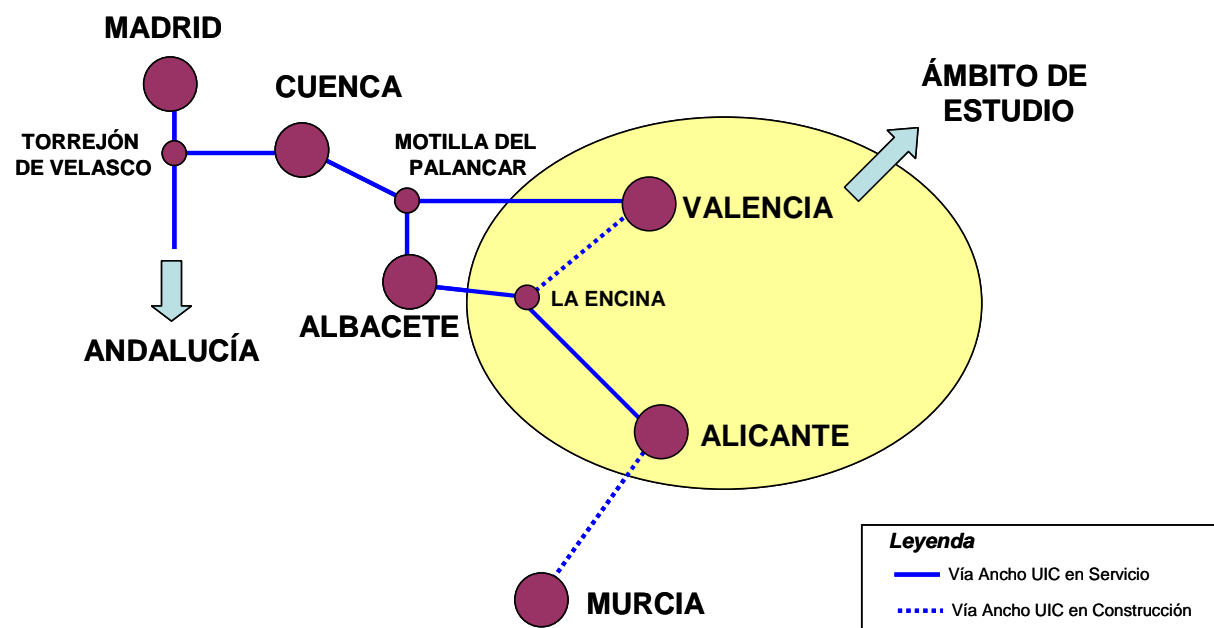 MADRID
CUENCA
ÁMBITO DE
ESTUDIO
TORREJÓN
DE VELASCO
MOTILLA DEL
PALANCAR
VALENCIA
LA ENCINA
ALBACETE
ANDALUCÍA
ALICANTE
MURCIA
Leyenda
Vía Ancho UIC en Servicio
Vía Ancho UIC en Construcción